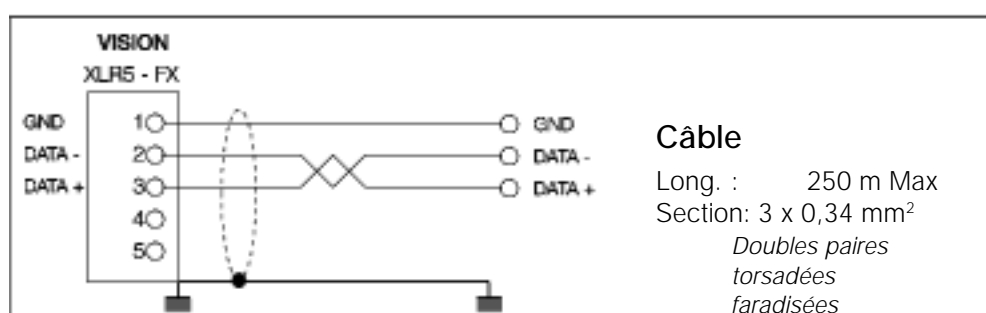 VISION
XLR5 - FX
GND 1 GND
DATA - 2 DATA -
DATA + 3 DATA +
4
5
Câble
Long. : 250 m Max
Section: 3 x 0,34 mm²
Doubles paires
torsadées
faradisées